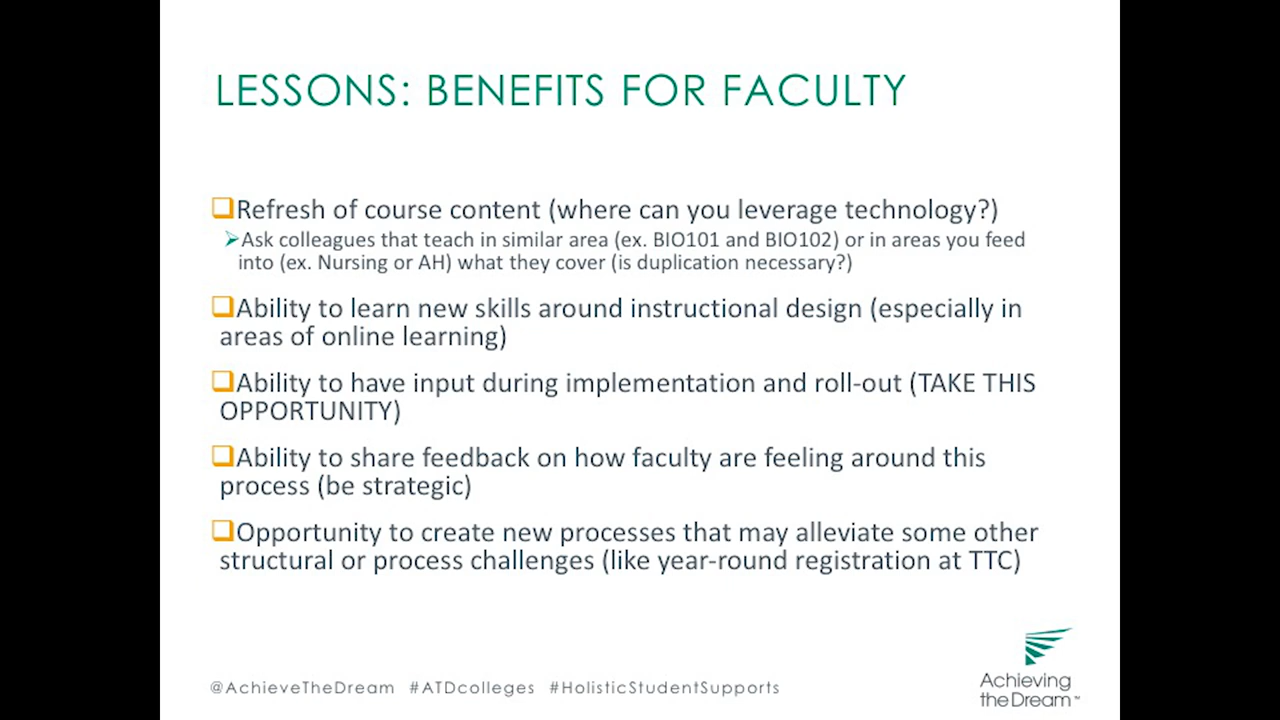 LESSONS: BENEFITS FOR FACULTY
❑Refresh of course content (where can you leverage technology?)
➢Ask colleagues that teach in similar area (ex. BIO101 and BIO102) or in areas you feed
into (ex. Nursing or AH) what they cover (is duplication necessary?)
❑Ability to learn new skills around instructional design (especially in
areas of online learning)
❑Ability to have input during implementation and roll-out (TAKE THIS
OPPORTUNITY)
❑Ability to share feedback on how faculty are feeling around this
process (be strategic)
❑Opportunity to create new processes that may alleviate some other
structural or process challenges (like year-round registration at TTC)
@AchieveTheDream #ATDcolleges #HolisticStudentSupports
Achieving
the Dream™